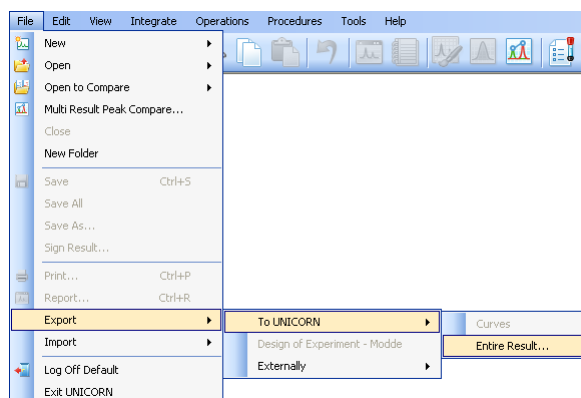 File Edit View Integrate Operations Procedures Tools Help
New
Open
Open to Compare
Multi Result Peak Compare...
Close
New Folder
Save Ctrl+S
Save All
Save As...
Sign Result...
Print... Ctrl+P
Report... Ctrl+R
Export
Import
Log Off Default
Exit UNICORN
To UNICORN
Design of Experiment - Modde
Externally
Curves
Entire Result...